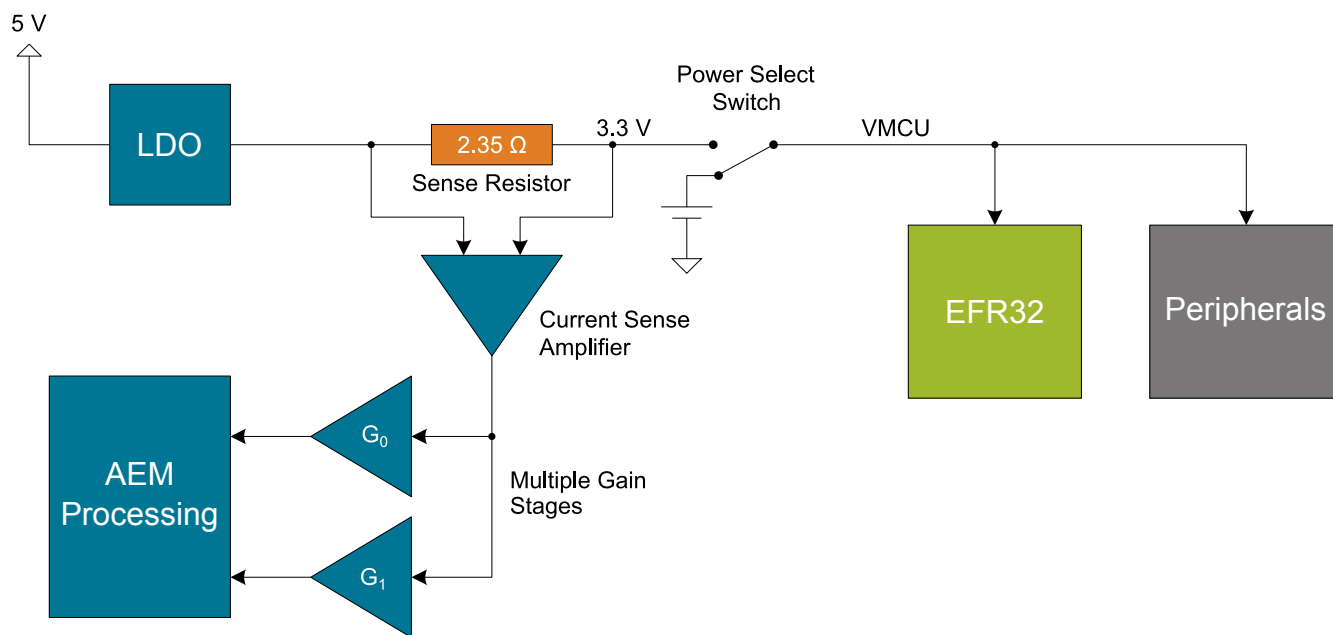 5 V
LDO
2.35 Ω
Sense Resistor
3.3 V
Power Select
Switch
VMCU
EFR32
Peripherals
Current Sense
Amplifier
AEM
Processing
G₀
G₁
Multiple Gain
Stages